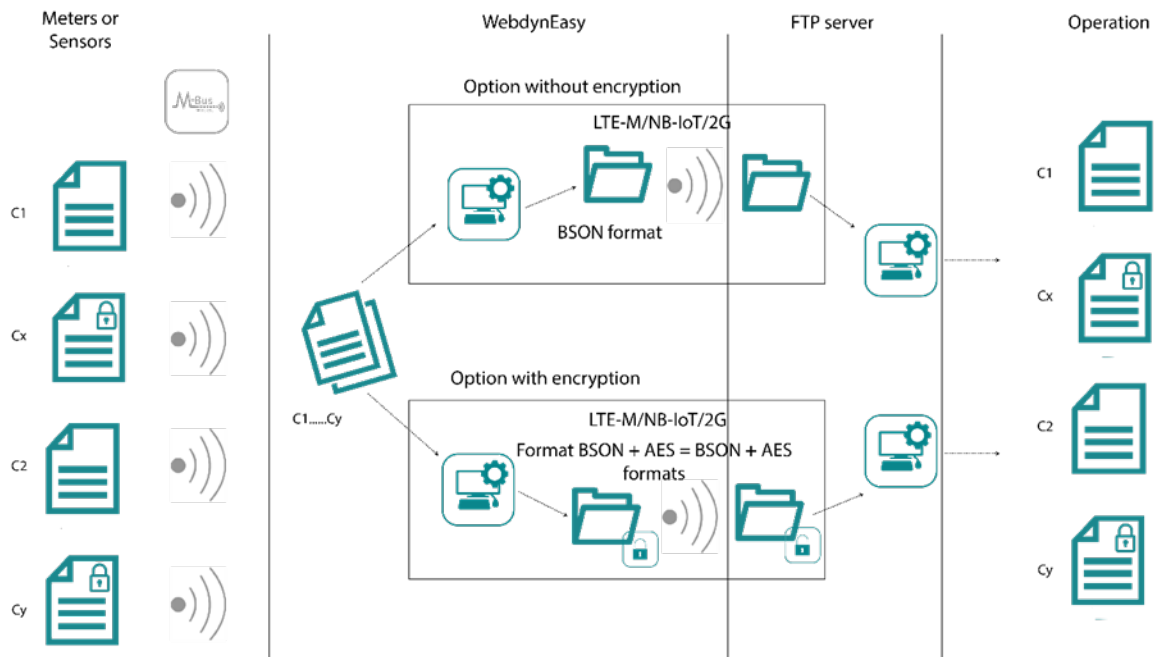 Meters or
Sensors
WebdynEasy
FTP server
Operation
M-Bus
Option without encryption
LTE-M/NB-IoT/2G
BSON format
C1
Cx
C2
Cy
C1......Cy
Option with encryption
LTE-M/NB-IoT/2G
Format BSON + AES = BSON + AES
formats
C1
Cx
C2
Cy